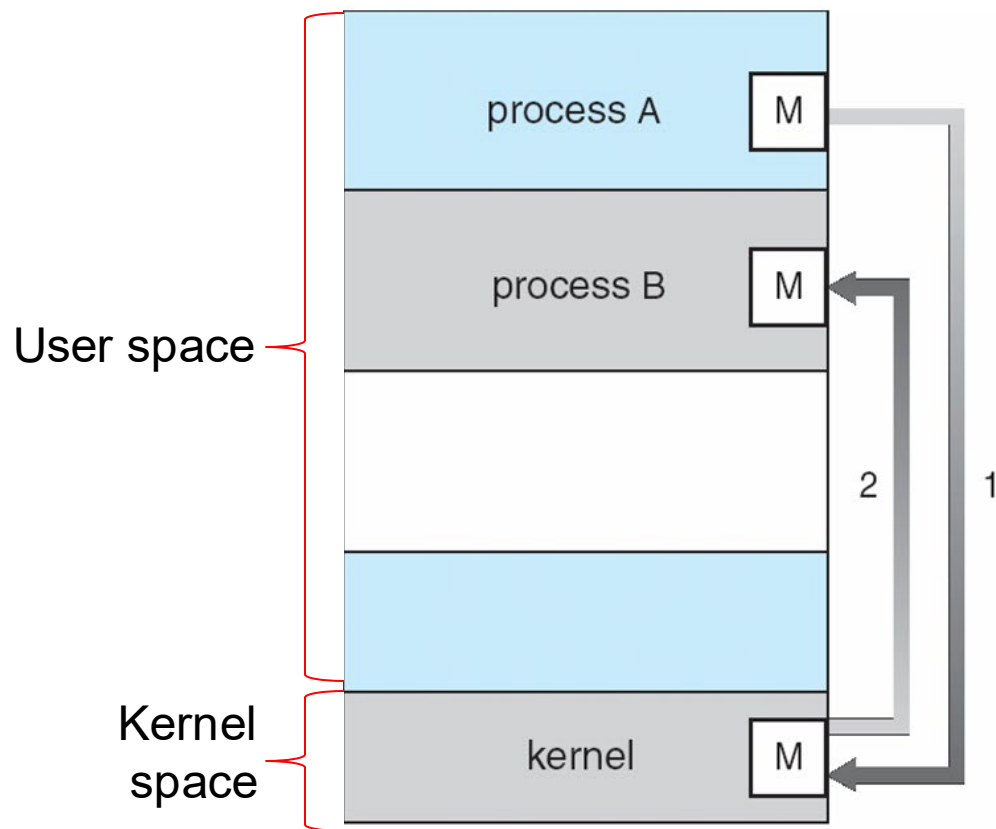 process A
M
process B
M
User space
2
1
Kernel
space
kernel
M